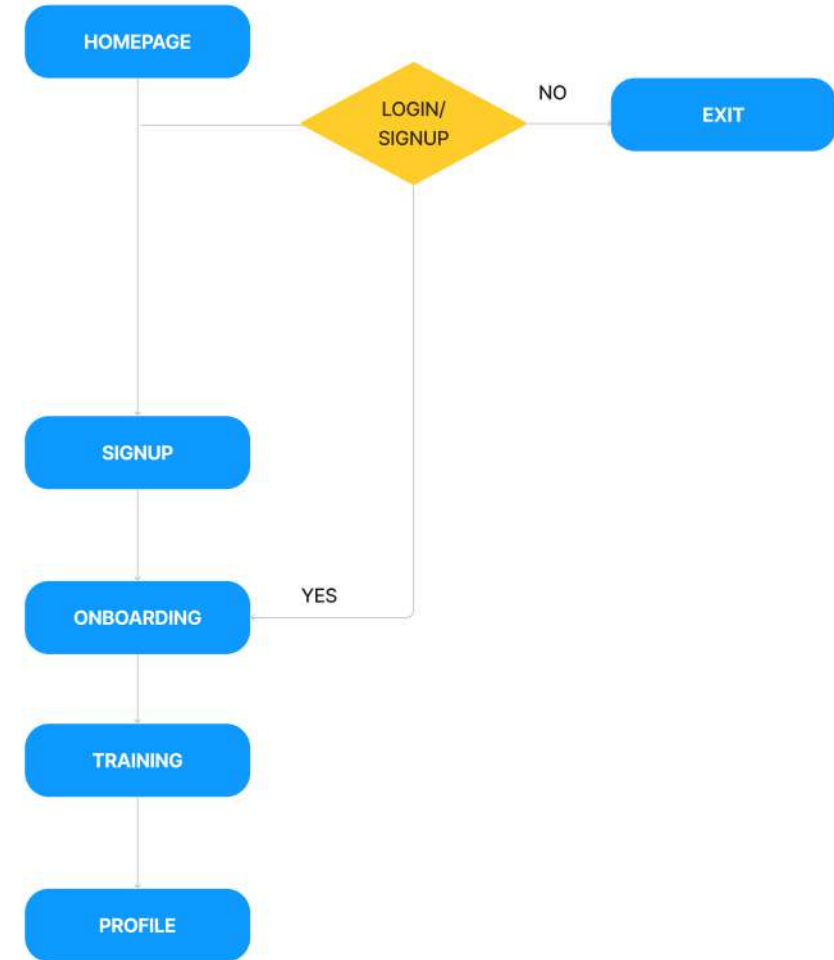 HOMEPAGE
LOGIN/
SIGNUP
NO
EXIT
SIGNUP
YES
ONBOARDING
TRAINING
PROFILE